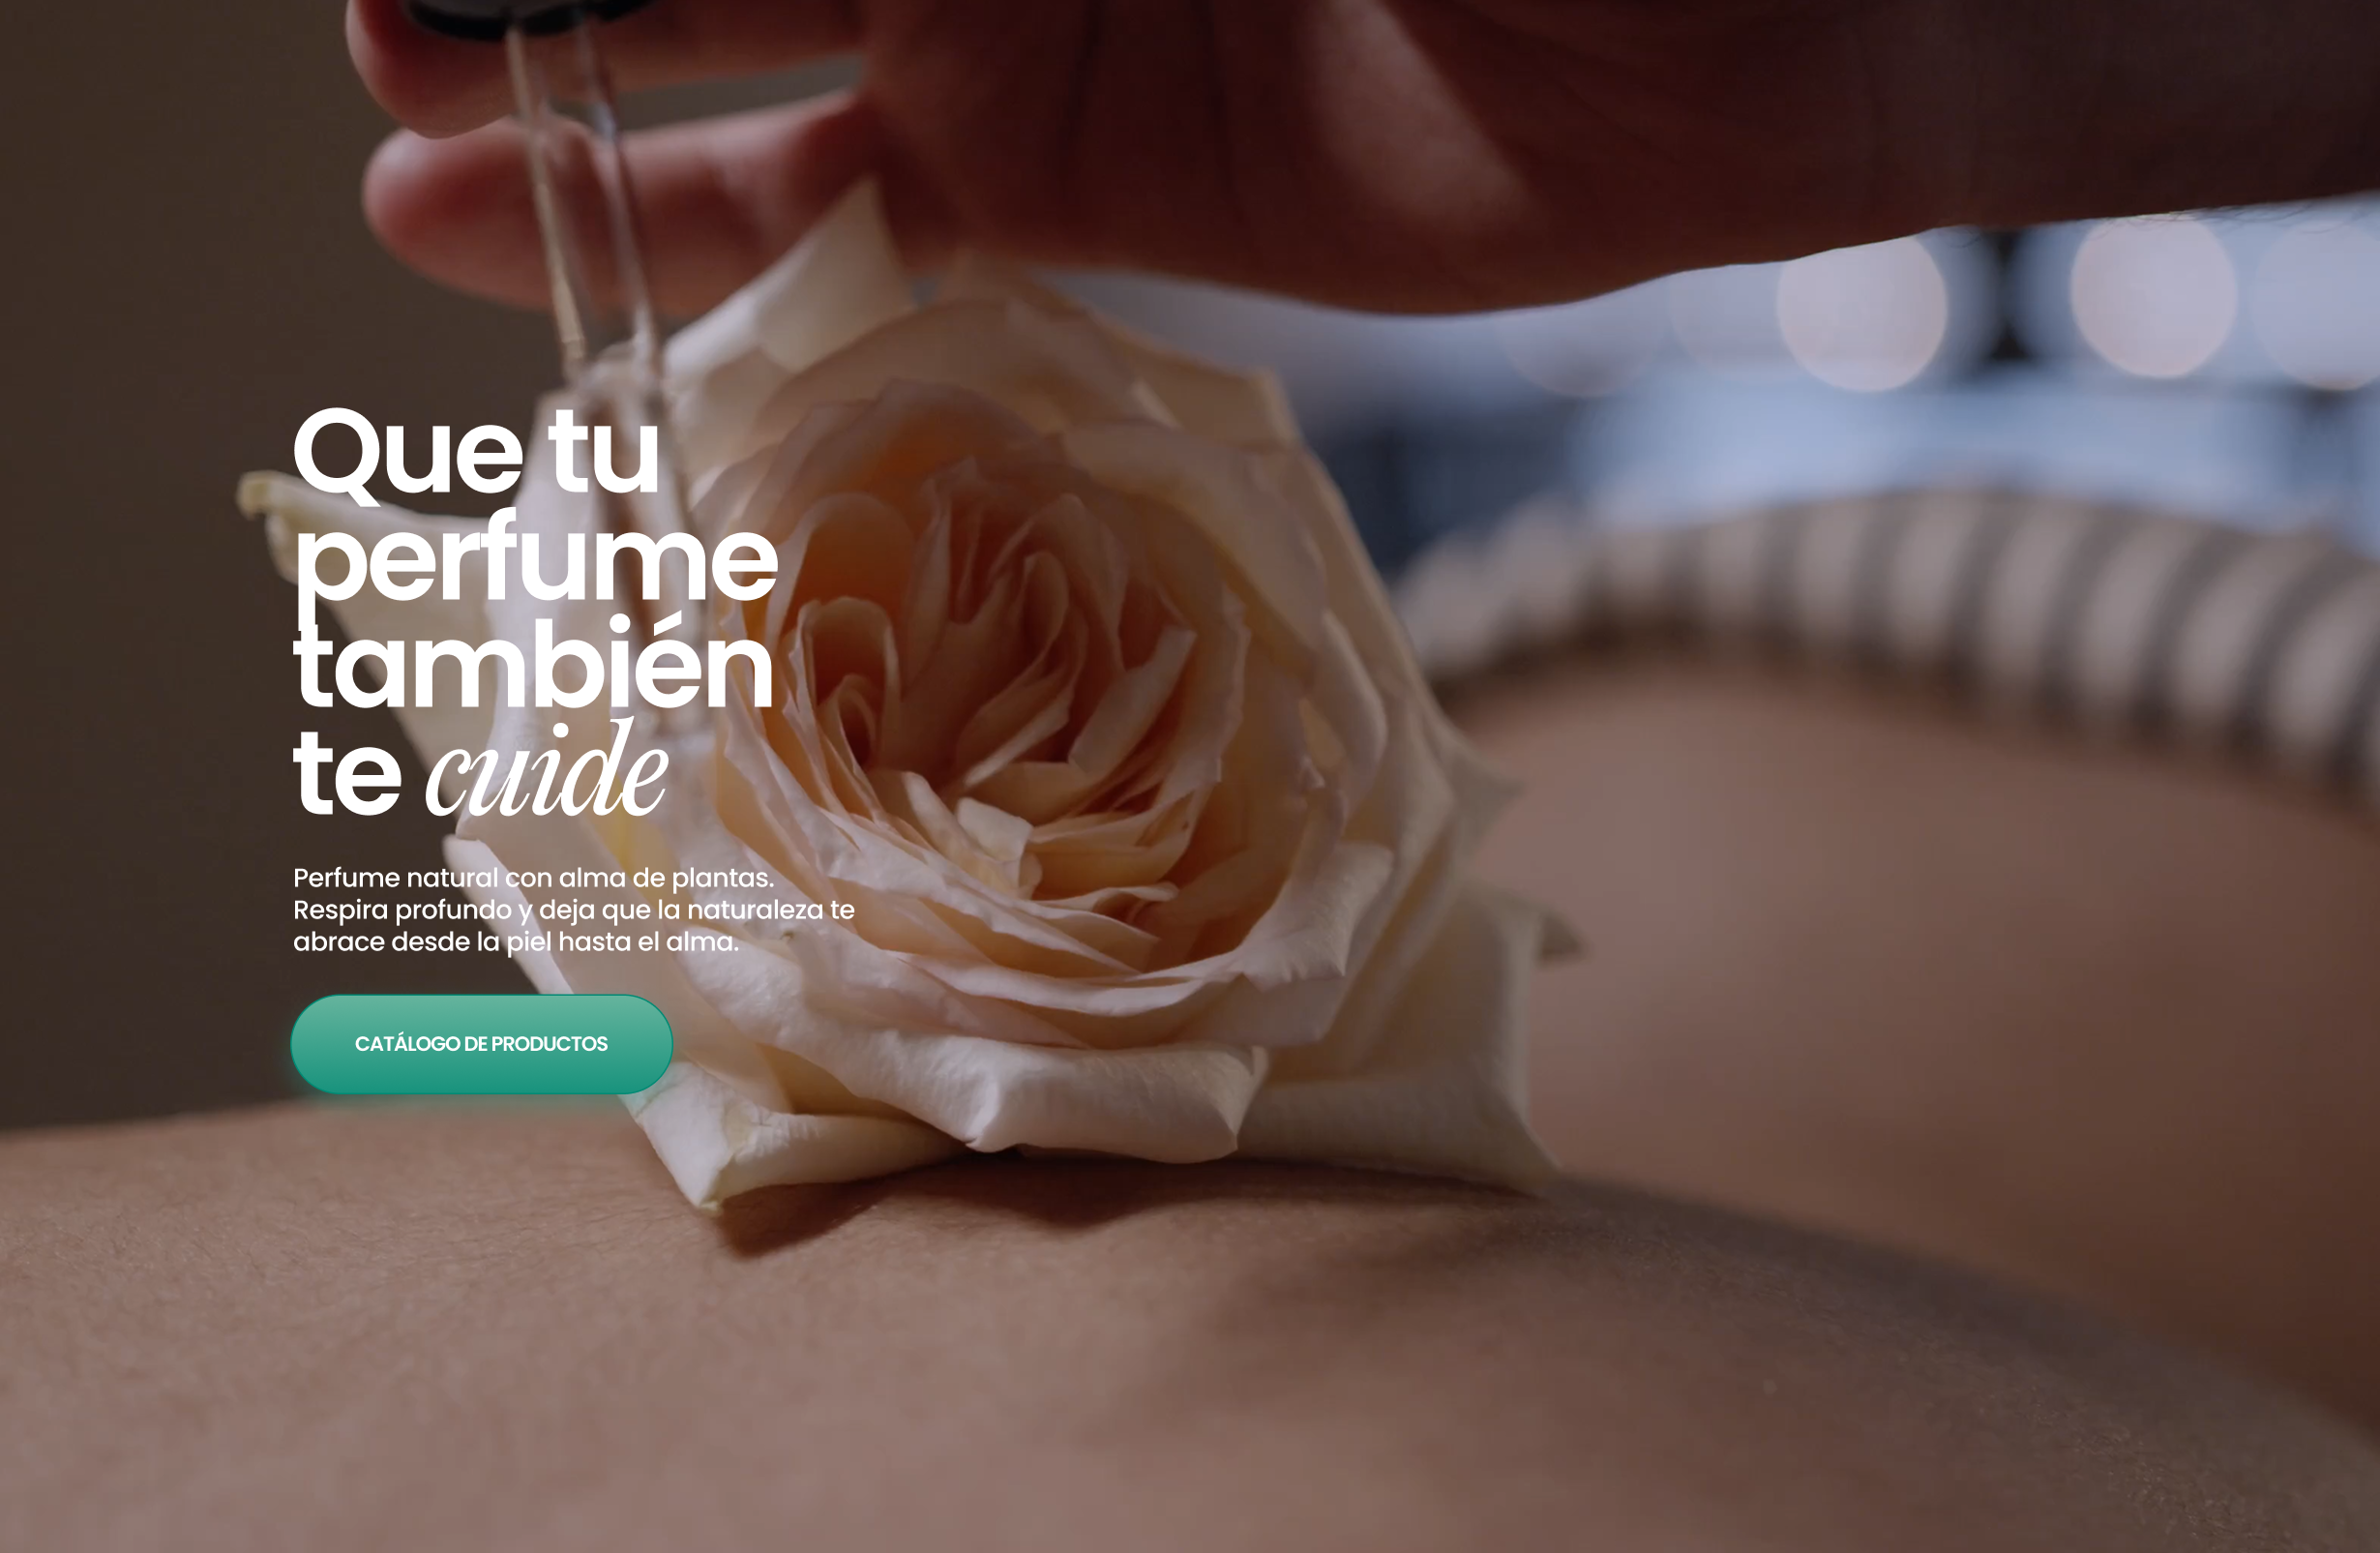 Que tu
perfume
también
te cuide
Perfume natural con alma de plantas.
Respira profundo y deja que la naturaleza te
abrace desde la piel hasta el alma.
CATÁLOGO DE PRODUCTOS